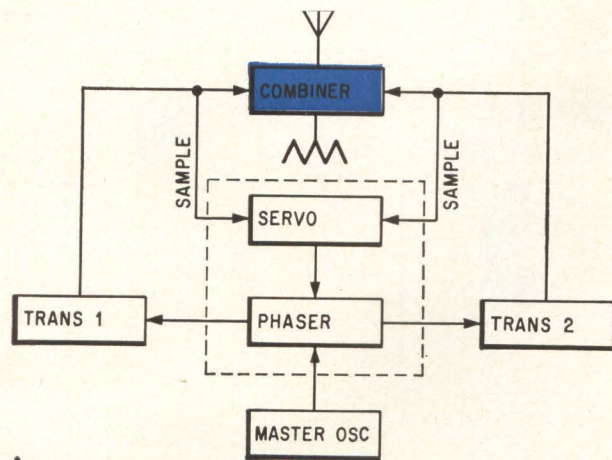 COMBINER
SAMPLE
SAMPLE
SERVO
TRANS 1
PHASER
TRANS 2
MASTER OSC